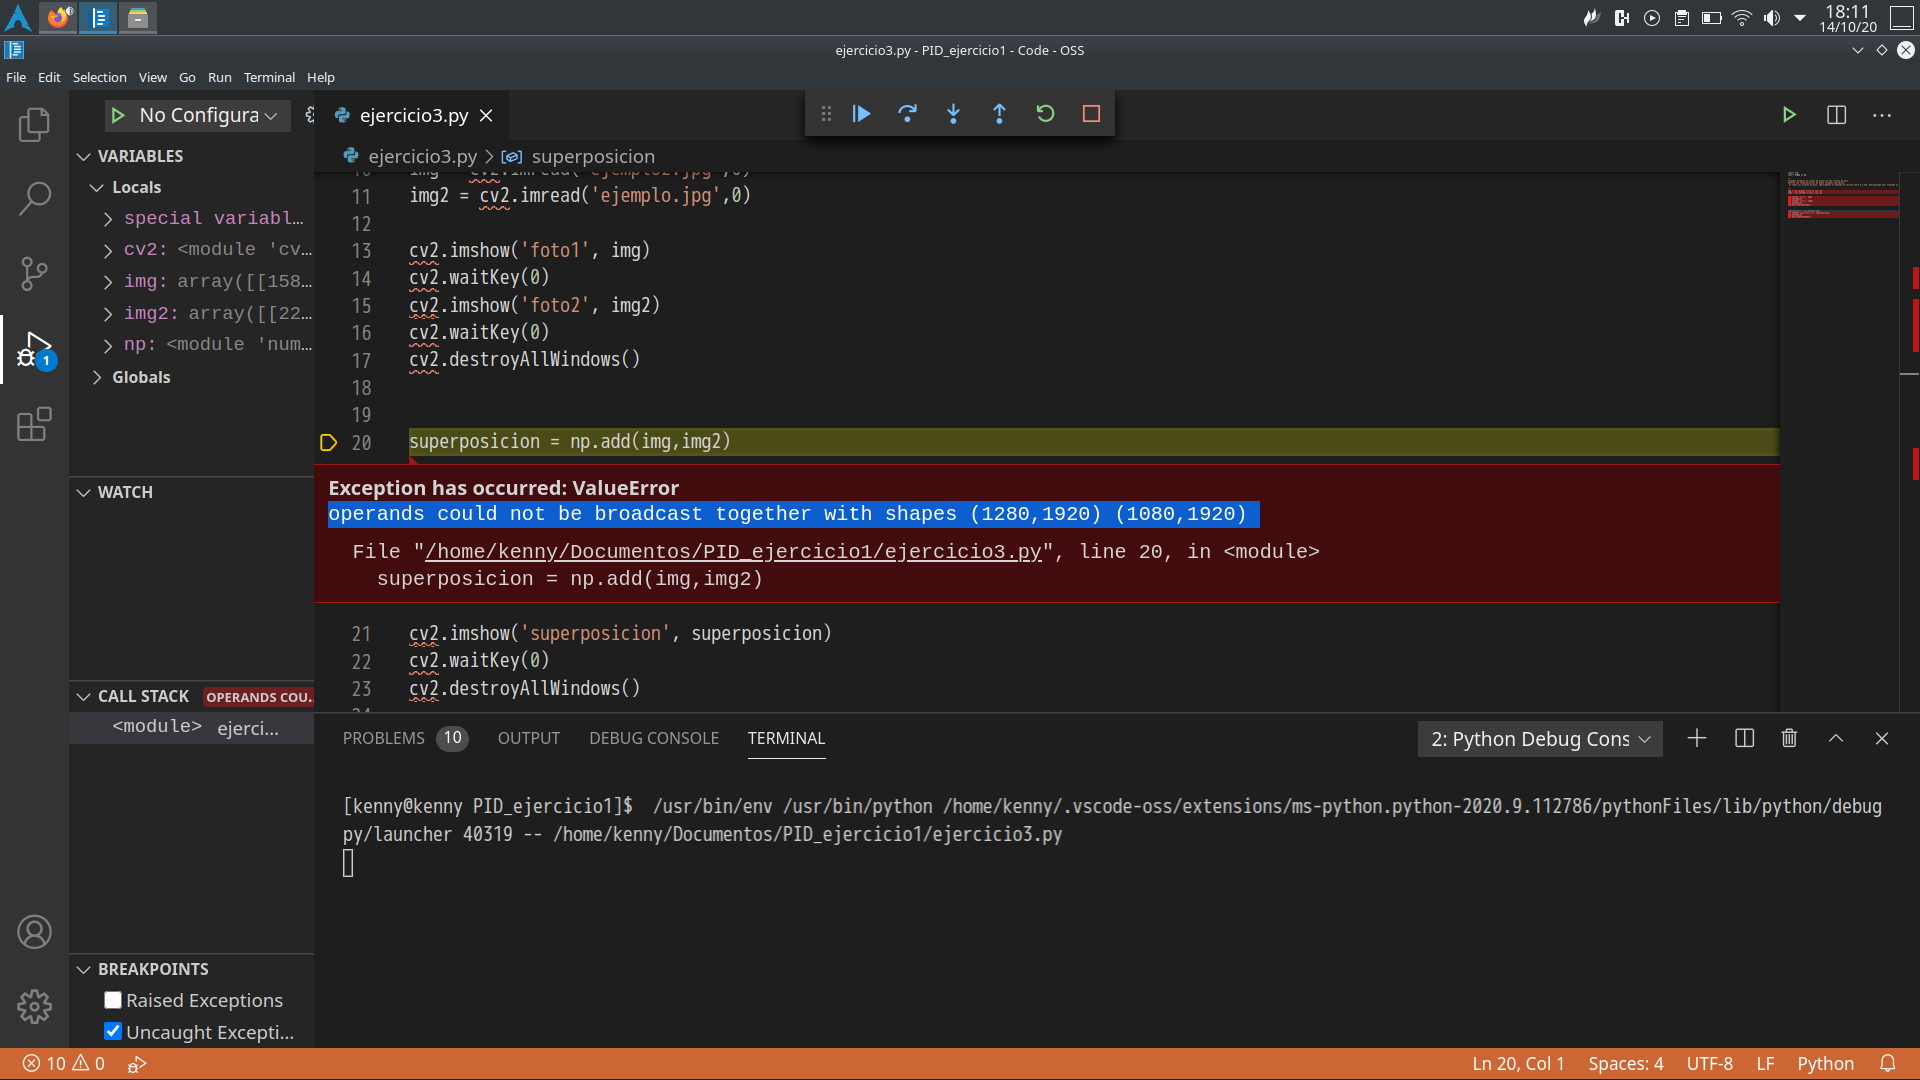 18:11
14/10/20
ejercicio3.py - PID_ejercicio1 - Code - OSS
File Edit Selection View Go Run Terminal Help
No Configura
ejercicio3.py
VARIABLES
ejercicio3.py > superposicion
Locals
special variabl...
cv2: <module 'cv...
img: array([[158...
img2: array([[22...
np: <module 'num...
Globals
11 img2 = cv2.imread('ejemplo.jpg',0)
12
13 cv2.imshow('foto1', img)
14 cv2.waitKey(0)
15 cv2.imshow('foto2', img2)
16 cv2.waitKey(0)
17 cv2.destroyAllWindows()
18
19
20 superposicion = np.add(img,img2)
Exception has occurred: ValueError
operands could not be broadcast together with shapes (1280,1920) (1080,1920)
File "/home/kenny/Documentos/PID_ejercicio1/ejercicio3.py", line 20, in <module>
superposicion = np.add(img,img2)
21 cv2.imshow('superposicion', superposicion)
22 cv2.waitKey(0)
23 cv2.destroyAllWindows()
WATCH
CALL STACK OPERANDS COU...
<module> ejerci...
1
PROBLEMS 10 OUTPUT DEBUG CONSOLE TERMINAL
2: Python Debug Cons
[kenny@kenny PID_ejercicio1]$ /usr/bin/env /usr/bin/python /home/kenny/.vscode-oss/extensions/ms-python.python-2020.9.112786/pythonFiles/lib/python/debug
py/launcher 40319 -- /home/kenny/Documentos/PID_ejercicio1/ejercicio3.py
BREAKPOINTS
Raised Exceptions
Uncaught Excepti...
10 0
Ln 20, Col 1 Spaces: 4 UTF-8 LF Python